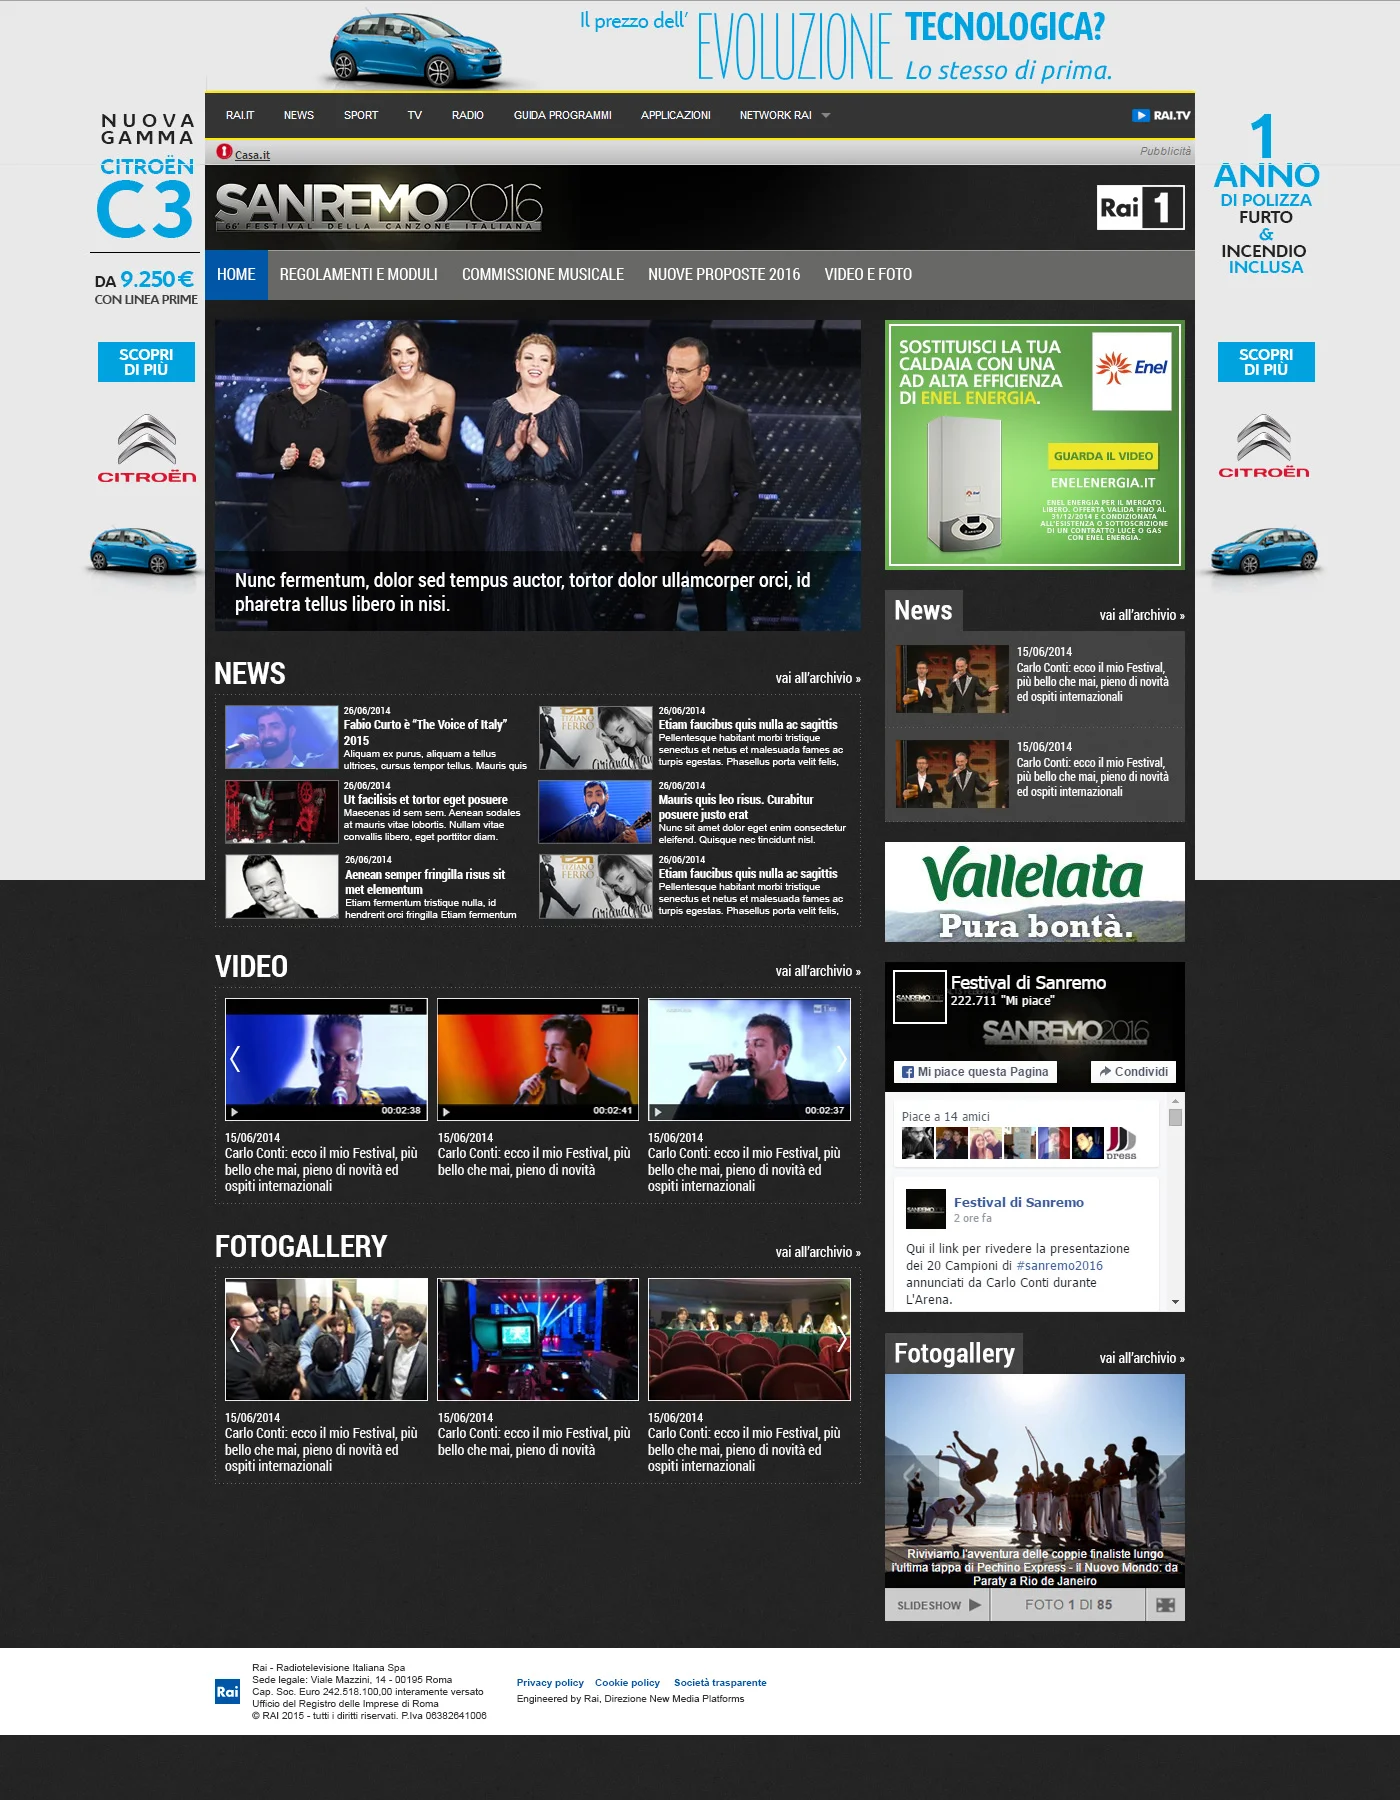 Il prezzo dell' EVOLUZIONE TECNOLOGICA?
Lo stesso di prima.
NUOVA
GAMMA
CITROËN
C3
DA 9.250 €
CON LINEA PRIME
SCOPRI
DI PIÙ
CITROËN
RAI.IT NEWS SPORT TV RADIO GUIDA PROGRAMMI APPLICAZIONI NETWORK RAI RAI.TV
Casa.it Pubblicità
SANREMO2016
66° FESTIVAL DELLA CANZONE ITALIANA
Rai 1
HOME REGOLAMENTI E MODULI COMMISSIONE MUSICALE NUOVE PROPOSTE 2016 VIDEO E FOTO
1
ANNO
DI POLIZZA
FURTO
&
INCENDIO
INCLUSA
SCOPRI
DI PIÙ
CITROËN
Nunc fermentum, dolor sed tempus auctor, tortor dolor ullamcorper orci, id
pharetra tellus libero in nisi.
NEWS vai all'archivio »
26/06/2014
Fabio Curto è “The Voice of Italy”
2015
Aliquam ex purus, aliquam a tellus
ultrices, cursus tempor tellus. Mauris quis
TIZIANO
FERRO
26/06/2014
Etiam faucibus quis nulla ac sagittis
Pellentesque habitant morbi tristique
senectus et netus et malesuada fames ac
turpis egestas. Phasellus porta velit felis,
26/06/2014
Ut facilisis et tortor eget posuere
Maecenas id sem sem. Aenean sodales
at mauris vitae lobortis. Nullam vitae
convallis libero, eget porttitor diam.
26/06/2014
Mauris quis leo risus. Curabitur
posuere justo erat
Nunc sit amet dolor eget enim consectetur
eleifend. Quisque nec tincidunt nisl.
26/06/2014
Aenean semper fringilla risus sit
met elementum
Etiam fermentum tristique nulla, id
hendrerit orci fringilla Etiam fermentum
TIZIANO
FERRO
26/06/2014
Etiam faucibus quis nulla ac sagittis
Pellentesque habitant morbi tristique
senectus et netus et malesuada fames ac
turpis egestas. Phasellus porta velit felis,
VIDEO vai all'archivio »
00:02:38
00:02:41
00:02:37
15/06/2014
Carlo Conti: ecco il mio Festival, più
bello che mai, pieno di novità ed
ospiti internazionali
15/06/2014
Carlo Conti: ecco il mio Festival, più
bello che mai, pieno di novità
15/06/2014
Carlo Conti: ecco il mio Festival, più
bello che mai, pieno di novità ed
ospiti internazionali
FOTOGALLERY vai all'archivio »
15/06/2014
Carlo Conti: ecco il mio Festival, più
bello che mai, pieno di novità ed
ospiti internazionali
15/06/2014
Carlo Conti: ecco il mio Festival, più
bello che mai, pieno di novità
15/06/2014
Carlo Conti: ecco il mio Festival, più
bello che mai, pieno di novità ed
ospiti internazionali
SOSTITUISCI LA TUA
CALDAIA CON UNA
AD ALTA EFFICIENZA
DI ENEL ENERGIA.
Enel
GUARDA IL VIDEO
ENELENERGIA.IT
ENEL ENERGIA PER IL MERCATO
LIBERO. OFFERTA VALIDA FINO AL
31/12/2014 E CONDIZIONATA
ALL'ESISTENZA O SOTTOSCRIZIONE
DI UN CONTRATTO LUCE O GAS
CON ENEL ENERGIA.
News vai all'archivio »
15/06/2014
Carlo Conti: ecco il mio Festival,
più bello che mai, pieno di novità
ed ospiti internazionali
15/06/2014
Carlo Conti: ecco il mio Festival,
più bello che mai, pieno di novità
ed ospiti internazionali
Vallelata
Pura bontà.
Festival di Sanremo
222.711 "Mi piace"
SANREMO2016
Mi piace questa Pagina Condividi
Piace a 14 amici
press
Festival di Sanremo
2 ore fa
Qui il link per rivedere la presentazione
dei 20 Campioni di #sanremo2016
annunciati da Carlo Conti durante
L'Arena.
Fotogallery vai all'archivio »
Riviviamo l'avventura delle coppie finaliste lungo
l'ultima tappa di Pechino Express - il Nuovo Mondo: da
Paraty a Rio de Janeiro
SLIDESHOW FOTO 1 DI 85
Rai
Rai - Radiotelevisione Italiana Spa
Sede legale: Viale Mazzini, 14 - 00195 Roma
Cap. Soc. Euro 242.518.100,00 interamente versato
Ufficio del Registro delle Imprese di Roma
© RAI 2015 - tutti i diritti riservati. P.Iva 06382641006
Privacy policy Cookie policy Società trasparente
Engineered by Rai, Direzione New Media Platforms